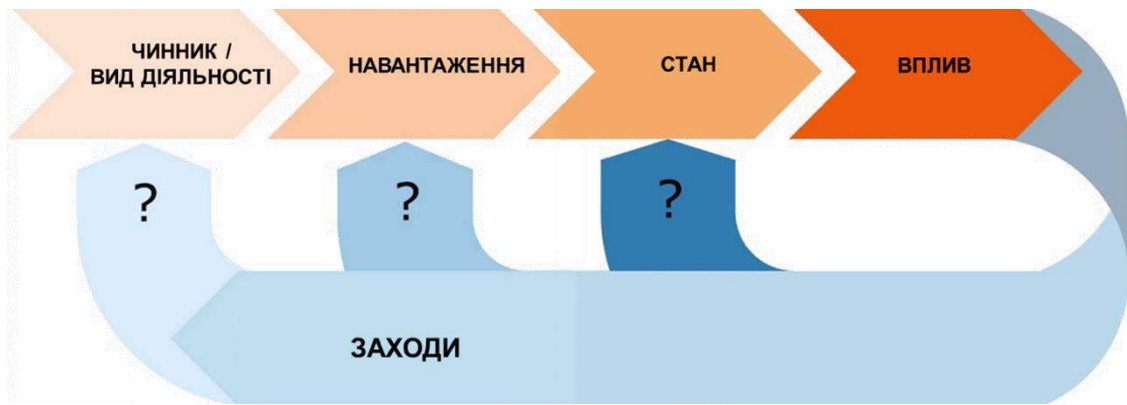 ЧИННИК /
ВИД ДІЯЛЬНОСТІ
НАВАНТАЖЕННЯ
СТАН
ВПЛИВ
?
?
?
ЗАХОДИ